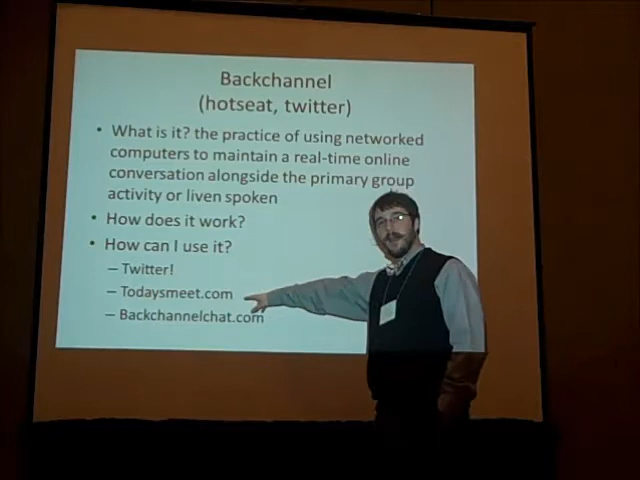 Backchannel
(hotseat, twitter)
• What is it? the practice of using networked
computers to maintain a real-time online
conversation alongside the primary group
activity or liven spoken
• How does it work?
• How can I use it?
– Twitter!
– Todaysmeet.com
– Backchannelchat.com